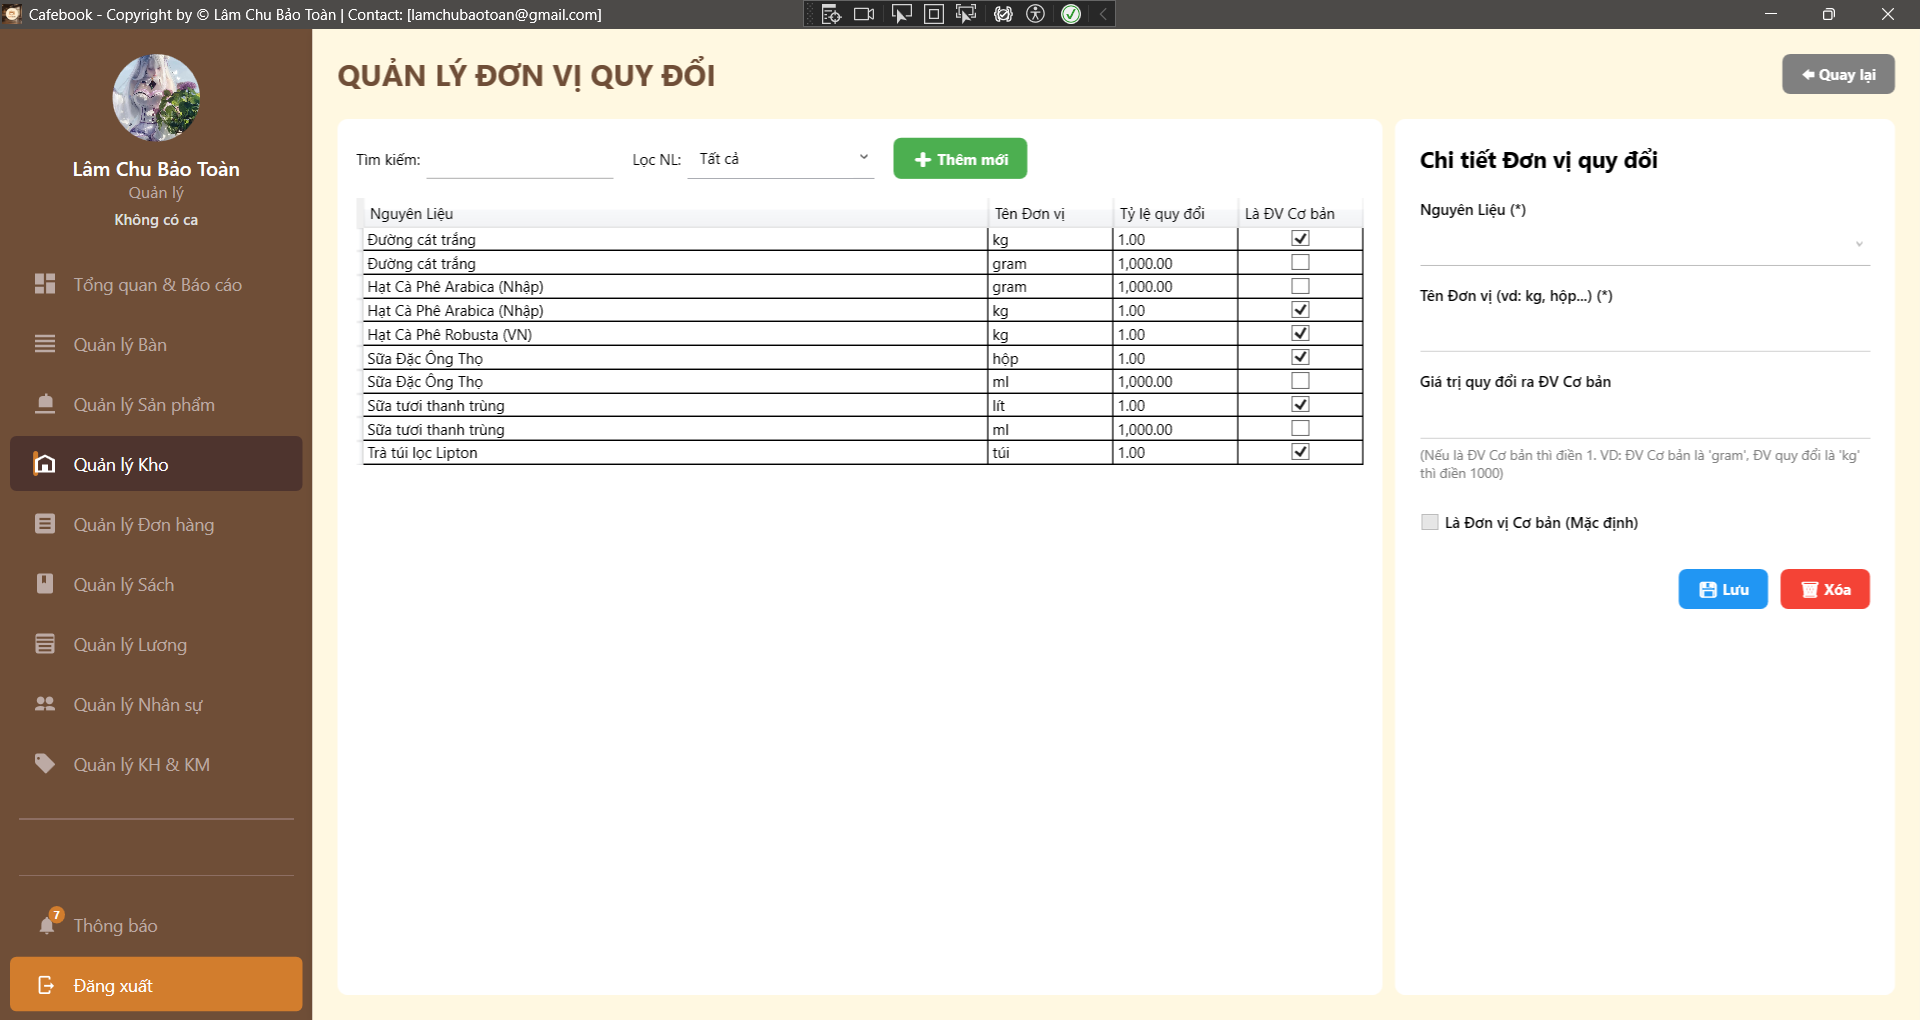 Cafebook - Copyright by © Lâm Chu Bảo Toàn | Contact: [lamchubaotoan@gmail.com]
Lâm Chu Bảo Toàn
Quản lý
Không có ca
Tổng quan & Báo cáo
Quản lý Bàn
Quản lý Sản phẩm
Quản lý Kho
Quản lý Đơn hàng
Quản lý Sách
Quản lý Lương
Quản lý Nhân sự
Quản lý KH & KM
7
Thông báo
Đăng xuất
QUẢN LÝ ĐƠN VỊ QUY ĐỔI
Quay lại
Tìm kiếm: Lọc NL: Tất cả Thêm mới
Nguyên Liệu Tên Đơn vị Tỷ lệ quy đổi Là ĐV Cơ bản
Đường cát trắng kg 1.00
Đường cát trắng gram 1,000.00
Hạt Cà Phê Arabica (Nhập) gram 1,000.00
Hạt Cà Phê Arabica (Nhập) kg 1.00
Hạt Cà Phê Robusta (VN) kg 1.00
Sữa Đặc Ông Thọ hộp 1.00
Sữa Đặc Ông Thọ ml 1,000.00
Sữa tươi thanh trùng lít 1.00
Sữa tươi thanh trùng ml 1,000.00
Trà túi lọc Lipton túi 1.00
Chi tiết Đơn vị quy đổi
Nguyên Liệu (*)
Tên Đơn vị (vd: kg, hộp...) (*)
Giá trị quy đổi ra ĐV Cơ bản
(Nếu là ĐV Cơ bản thì điền 1. VD: ĐV Cơ bản là 'gram', ĐV quy đổi là 'kg'
thì điền 1000)
Là Đơn vị Cơ bản (Mặc định)
Lưu Xóa